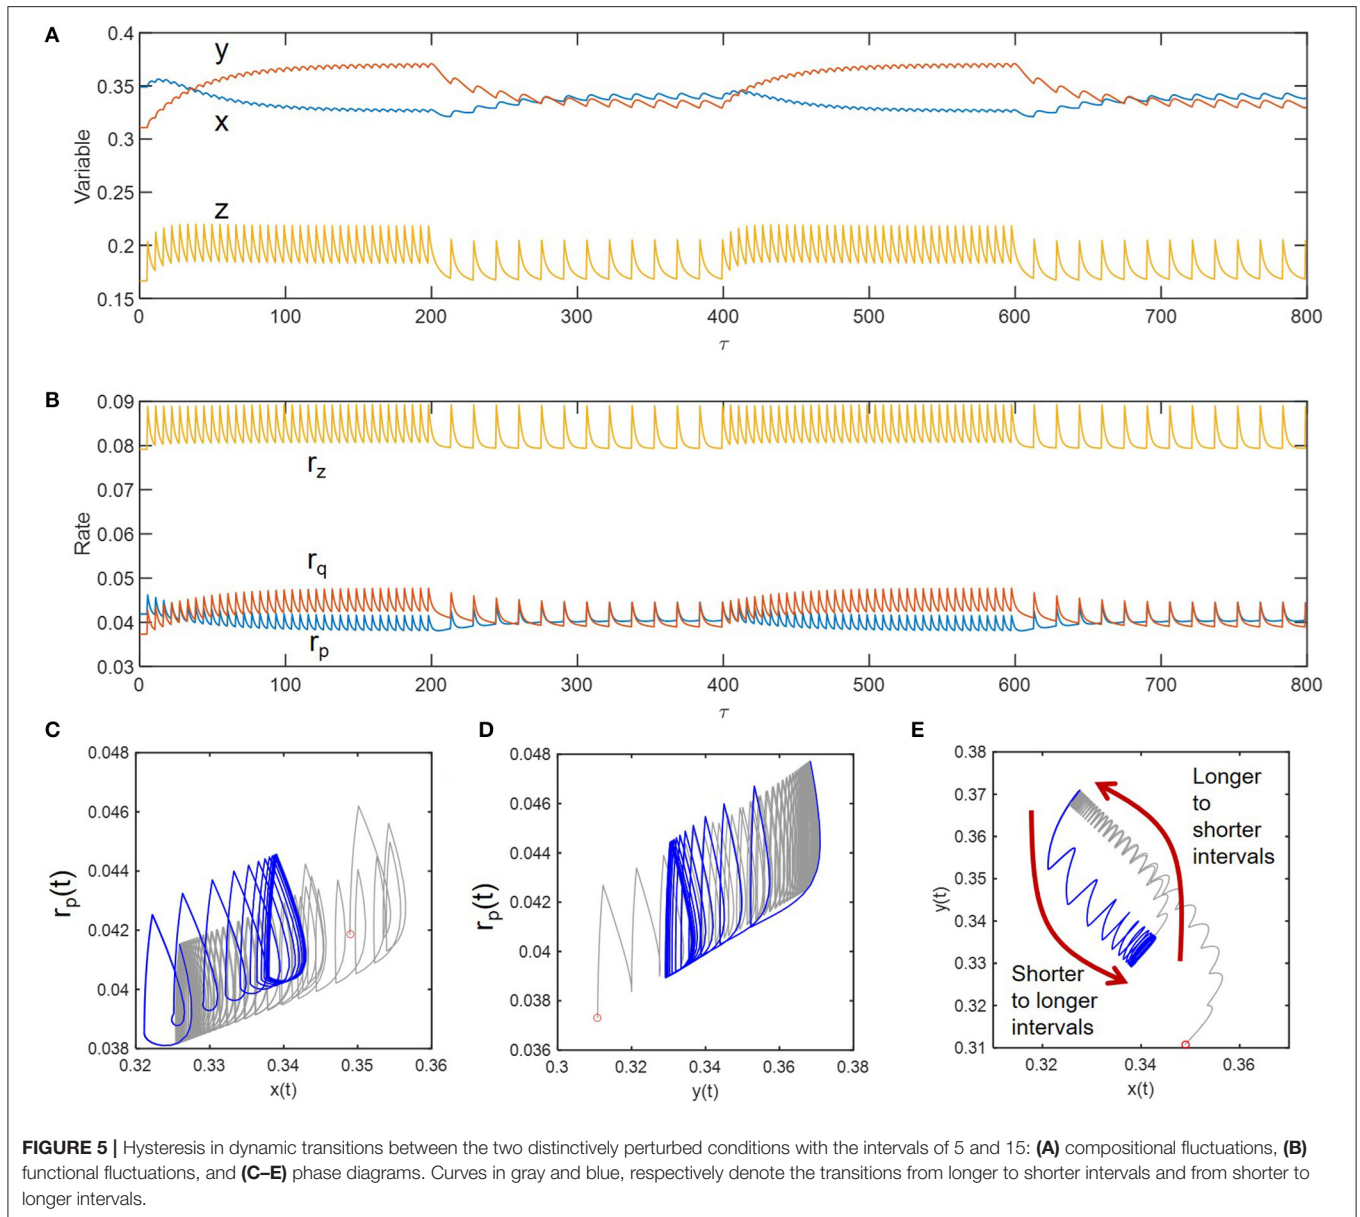 A
0.4
0.35
0.3
0.25
0.2
0.15
Variable
y
x
z
0 100 200 300 400 500 600 700 800
τ
B
0.09
0.08
0.07
0.06
0.05
0.04
0.03
Rate
r_z
r_q
r_p
0 100 200 300 400 500 600 700 800
τ
C
0.048
0.046
0.044
0.042
0.04
0.038
r_p(t)
0.32 0.33 0.34 0.35 0.36
x(t)
D
0.048
0.046
0.044
0.042
0.04
0.038
0.036
r_p(t)
0.3 0.32 0.34 0.36 0.38
y(t)
E
0.38
0.37
0.36
0.35
0.34
0.33
0.32
0.31
y(t)
Longer
to
shorter
intervals
Shorter
to longer
intervals
0.32 0.34 0.36
x(t)
FIGURE 5 | Hysteresis in dynamic transitions between the two distinctively perturbed conditions with the intervals of 5 and 15: (A) compositional fluctuations, (B)
functional fluctuations, and (C–E) phase diagrams. Curves in gray and blue, respectively denote the transitions from longer to shorter intervals and from shorter to
longer intervals.